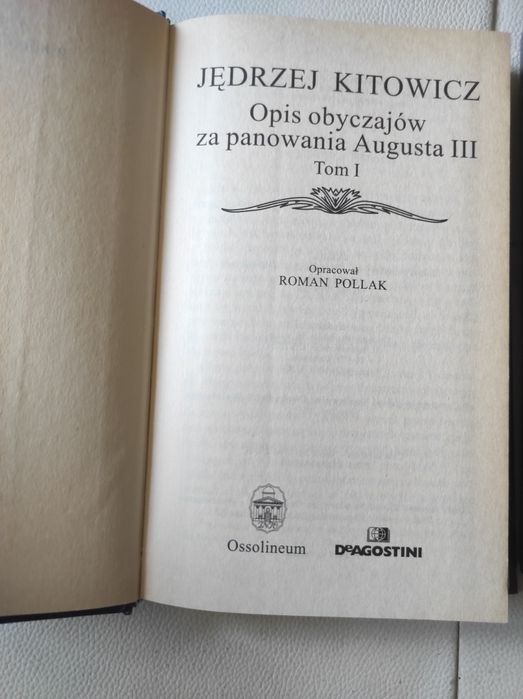 JĘDRZEJ KITOWICZ
Opis obyczajów
za panowania Augusta III
Tom I
Opracował
ROMAN POLLAK
Ossolineum
DeAGOSTINI